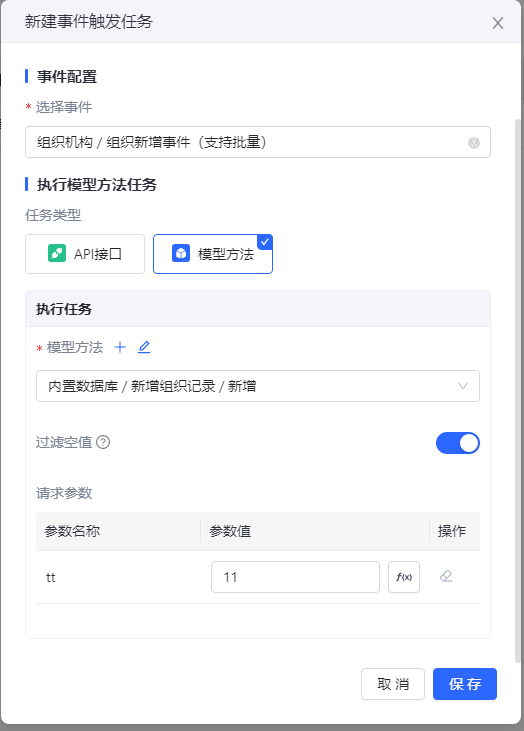 新建事件触发任务
事件配置
* 选择事件
组织机构 / 组织新增事件（支持批量）
执行模型方法任务
任务类型
API接口
模型方法
执行任务
* 模型方法
内置数据库 / 新增组织记录 / 新增
过滤空值
请求参数
参数名称 参数值 操作
tt 11 f(x)
取 消 保 存